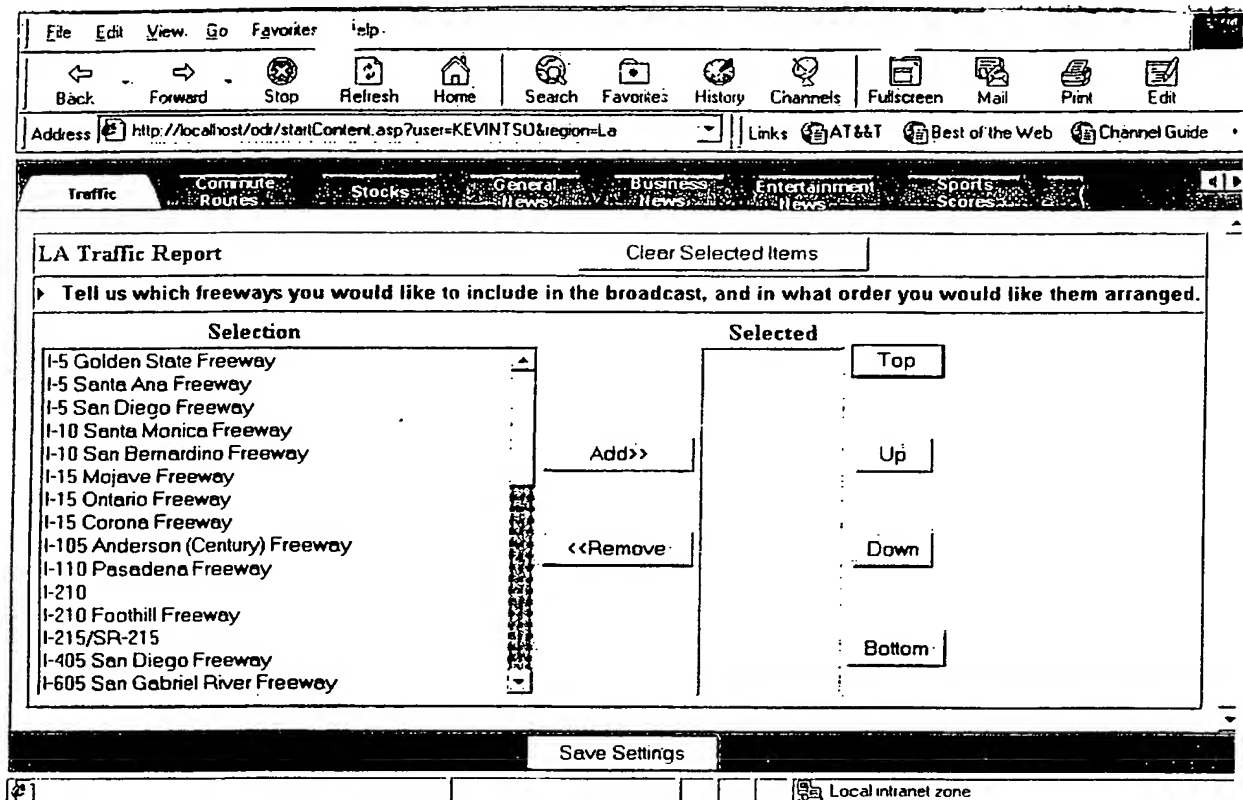 File Edit View. Go Favorites Help
Back Forward Stop Refresh Home Search Favorites History Channels Fullscreen Mail Print Edit
Address http://localhost/odr/startContent.asp?user=KEVINTSO&region=La Links AT&T Best of the Web Channel Guide
Traffic Commute Routes Stocks General News Business News Entertainment News Sports Scores
LA Traffic Report Clear Selected Items
Tell us which freeways you would like to include in the broadcast, and in what order you would like them arranged.
Selection Selected
I-5 Golden State Freeway Top
I-5 Santa Ana Freeway
I-5 San Diego Freeway
I-10 Santa Monica Freeway
I-10 San Bernardino Freeway Add>> Up
I-15 Mojave Freeway
I-15 Ontario Freeway
I-15 Corona Freeway
I-105 Anderson (Century) Freeway <<Remove Down
I-110 Pasadena Freeway
I-210
I-210 Foothill Freeway
I-215/SR-215
I-405 San Diego Freeway Bottom
I-605 San Gabriel River Freeway
Save Settings
Local intranet zone